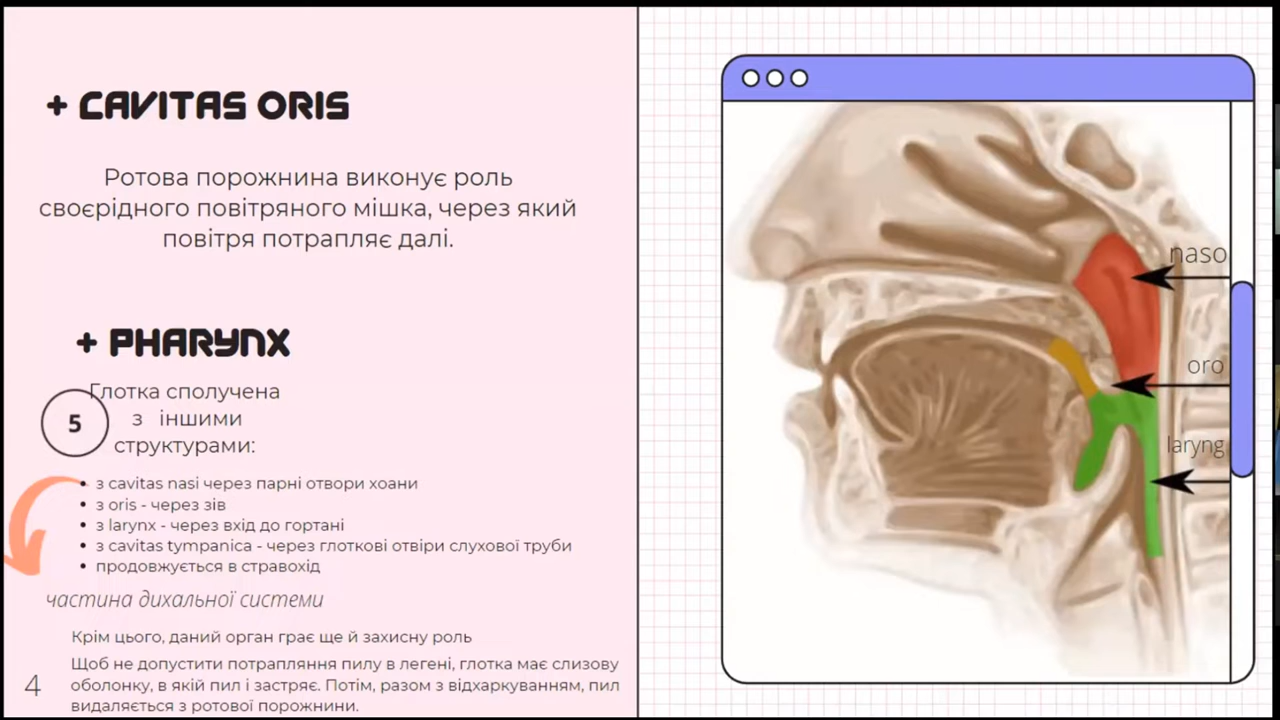 + CAVITAS ORIS
Ротова порожнина виконує роль
своєрідного повітряного мішка, через який
повітря потрапляє далі.
+ PHARYNX
Глотка сполучена
5
з іншими
структурами:
• з cavitas nasi через парні отвори хоани
• з oris - через зів
• з larynx - через вхід до гортані
• з cavitas tympanica - через глоткові отвіри слухової труби
• продовжується в стравохід
частина дихальної системи
Крім цього, даний орган грає ще й захисну роль
Щоб не допустити потрапляння пилу в легені, глотка має слизову
оболонку, в якій пил і застряє. Потім, разом з відхаркуванням, пил
видаляється з ротової порожнини.
4
naso
oro
laryng